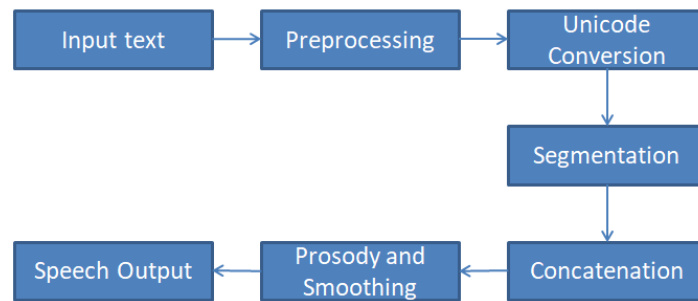 Input text
Preprocessing
Unicode
Conversion
Segmentation
Concatenation
Prosody and
Smoothing
Speech Output